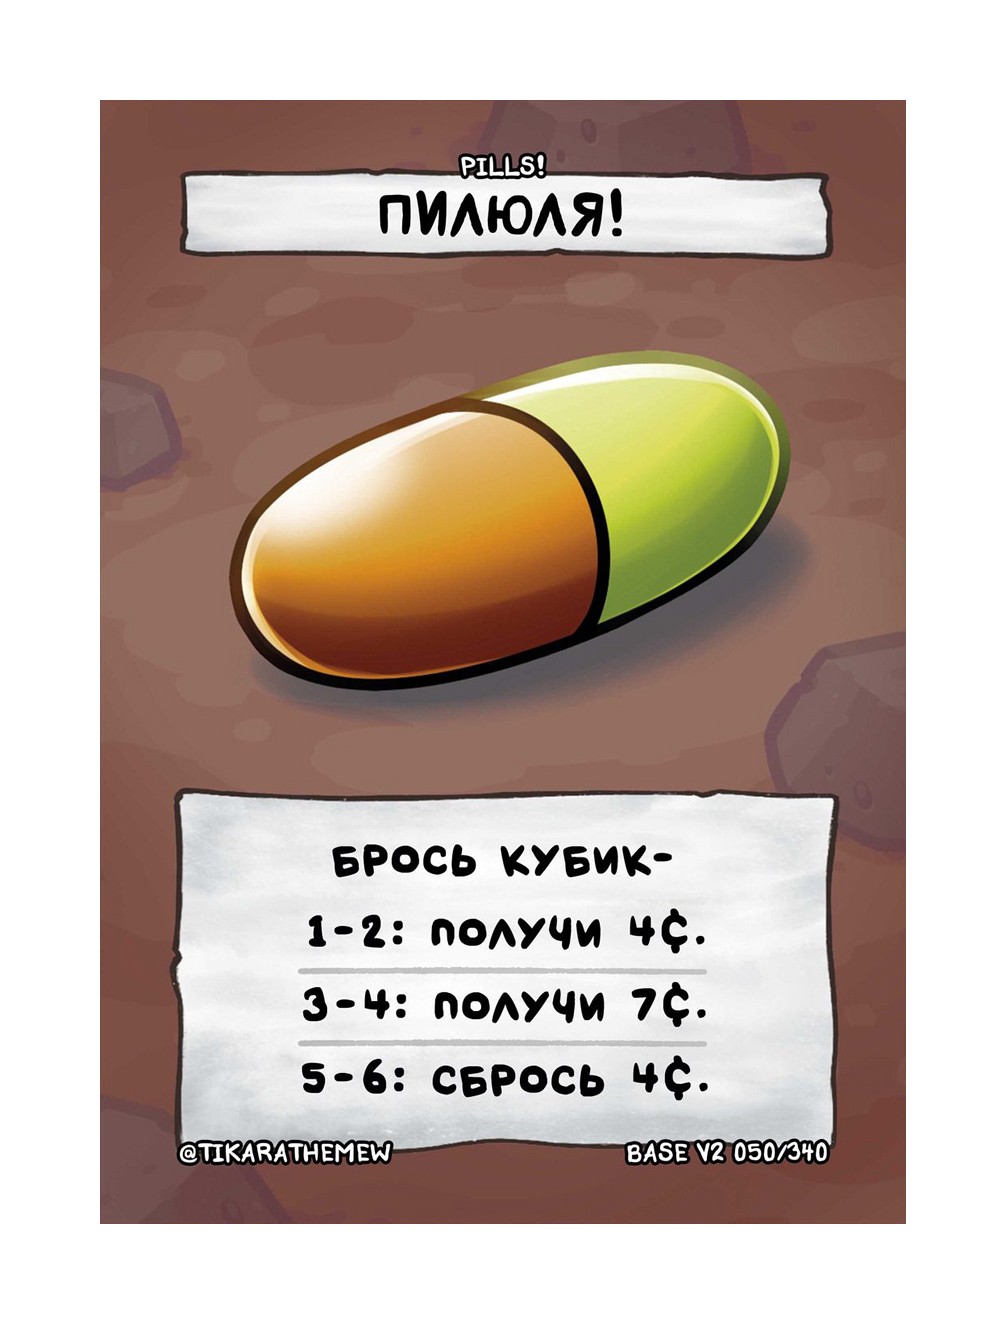 PILLS!
ПИЛЮЛЯ!
БРОСЬ КУБИК-
1-2: ПОЛУЧИ 4¢.
3-4: ПОЛУЧИ 7¢.
5-6: СБРОСЬ 4¢.
@TIKARATHEMEW
BASE V2 050/340